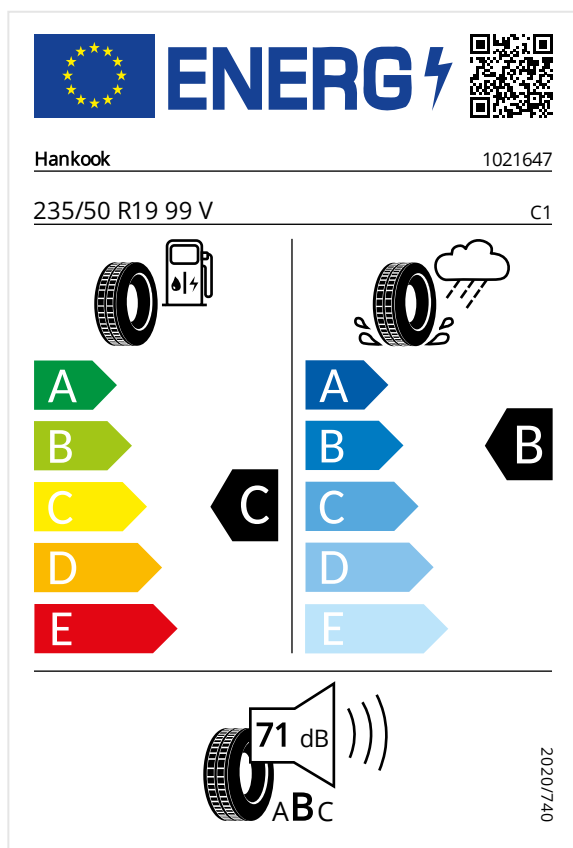 ENERG
Hankook 1021647
235/50 R19 99 V C1
A A
B B B
C C C
D D
E E
71 dB
ABC
2020/740